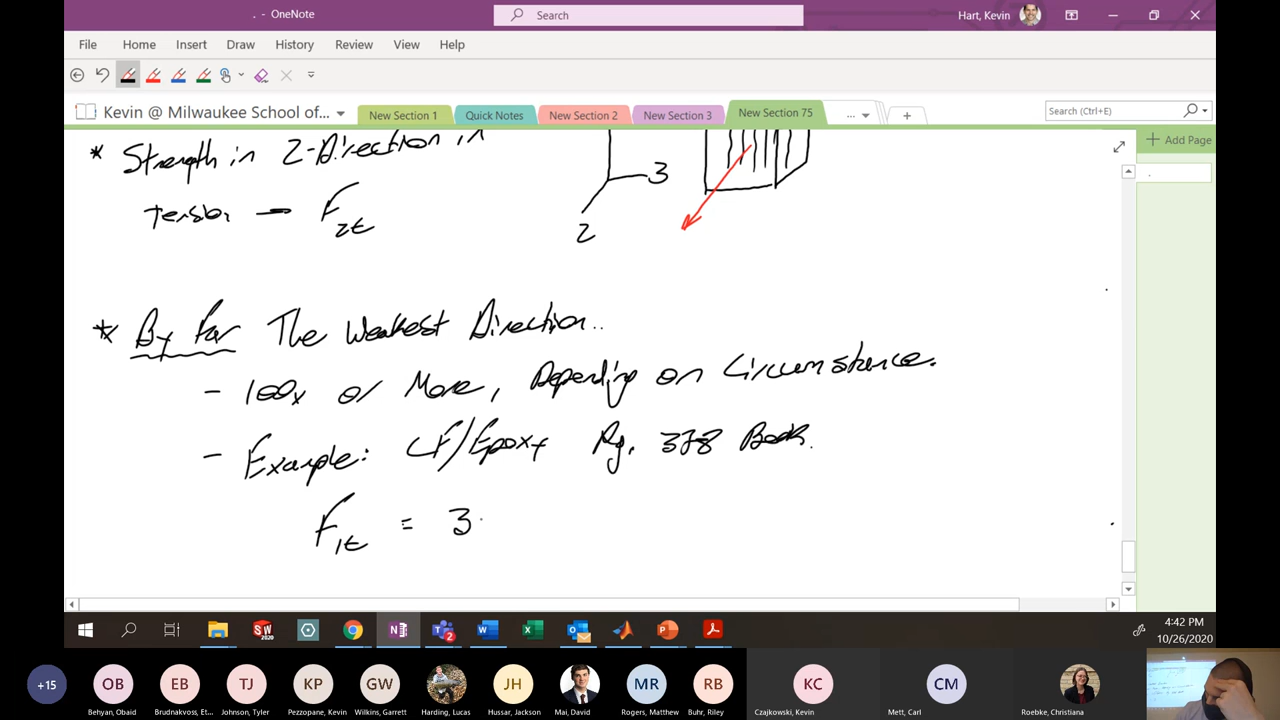 . - OneNote
Search
Hart, Kevin
File Home Insert Draw History Review View Help
Kevin @ Milwaukee School of...
New Section 1
Quick Notes
New Section 2
New Section 3
New Section 75
...
Search (Ctrl+E)
Add Page
.
* Strength in 2-Direction in
Tension - F2t
3
2
* By Far The Weakest Direction..
- 100x or More, Depending on Circumstance.
- Example: CF/Epoxy Pg. 378 Book.
F1t = 3
4:42 PM
10/26/2020
+15
OB
EB
TJ
KP
GW
JH
MR
RB
KC
CM
Behyan, Obaid
Brudnakvoss, Et...
Johnson, Tyler
Pezzopane, Kevin
Wilkins, Garrett
Harding, Lucas
Hussar, Jackson
Mai, David
Rogers, Matthew
Buhr, Riley
Czajkowski, Kevin
Mett, Carl
Roebke, Christiana